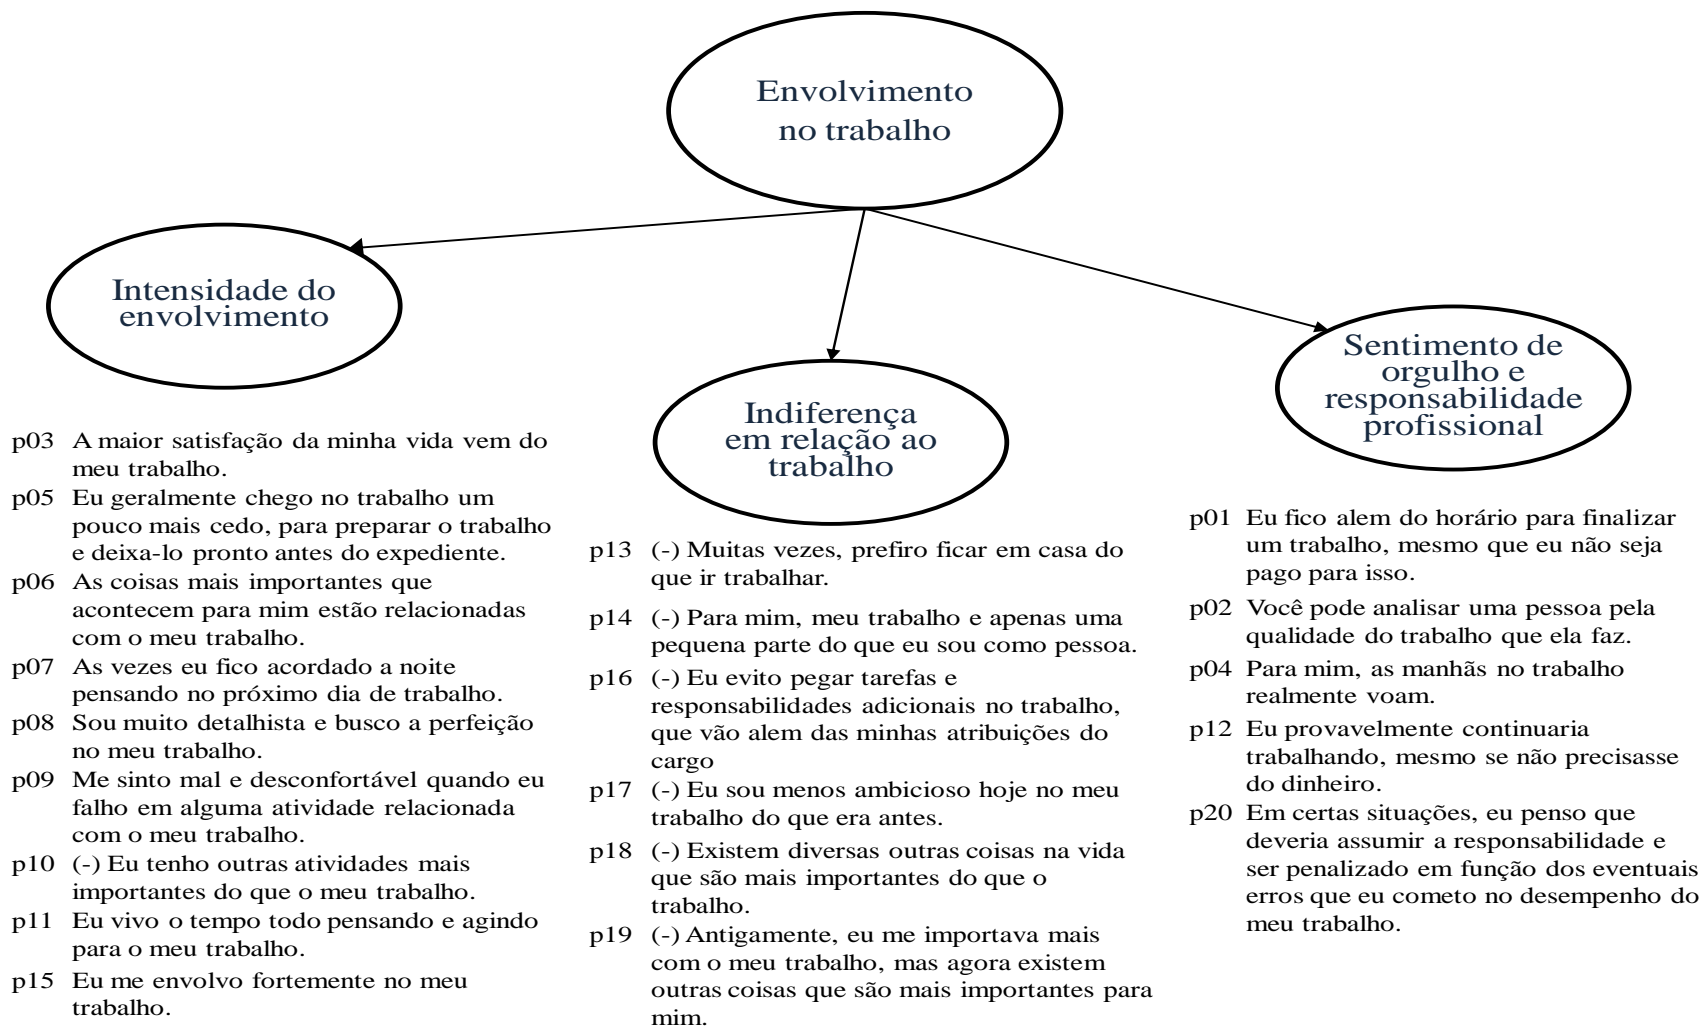 Envolvimento
no trabalho
Intensidade do
envolvimento
Indiferença
em relação ao
trabalho
Sentimento de
orgulho e
responsabilidade
profissional
p03 A maior satisfação da minha vida vem do
meu trabalho.
p05 Eu geralmente chego no trabalho um
pouco mais cedo, para preparar o trabalho
e deixa-lo pronto antes do expediente.
p06 As coisas mais importantes que
acontecem para mim estão relacionadas
com o meu trabalho.
p07 As vezes eu fico acordado a noite
pensando no próximo dia de trabalho.
p08 Sou muito detalhista e busco a perfeição
no meu trabalho.
p09 Me sinto mal e desconfortável quando eu
falho em alguma atividade relacionada
com o meu trabalho.
p10 (-) Eu tenho outras atividades mais
importantes do que o meu trabalho.
p11 Eu vivo o tempo todo pensando e agindo
para o meu trabalho.
p15 Eu me envolvo fortemente no meu
trabalho.
p13 (-) Muitas vezes, prefiro ficar em casa do
que ir trabalhar.
p14 (-) Para mim, meu trabalho e apenas uma
pequena parte do que eu sou como pessoa.
p16 (-) Eu evito pegar tarefas e
responsabilidades adicionais no trabalho,
que vão alem das minhas atribuições do
cargo
p17 (-) Eu sou menos ambicioso hoje no meu
trabalho do que era antes.
p18 (-) Existem diversas outras coisas na vida
que são mais importantes do que o
trabalho.
p19 (-) Antigamente, eu me importava mais
com o meu trabalho, mas agora existem
outras coisas que são mais importantes para
mim.
p01 Eu fico alem do horário para finalizar
um trabalho, mesmo que eu não seja
pago para isso.
p02 Você pode analisar uma pessoa pela
qualidade do trabalho que ela faz.
p04 Para mim, as manhãs no trabalho
realmente voam.
p12 Eu provavelmente continuaria
trabalhando, mesmo se não precisasse
do dinheiro.
p20 Em certas situações, eu penso que
deveria assumir a responsabilidade e
ser penalizado em função dos eventuais
erros que eu cometo no desempenho do
meu trabalho.